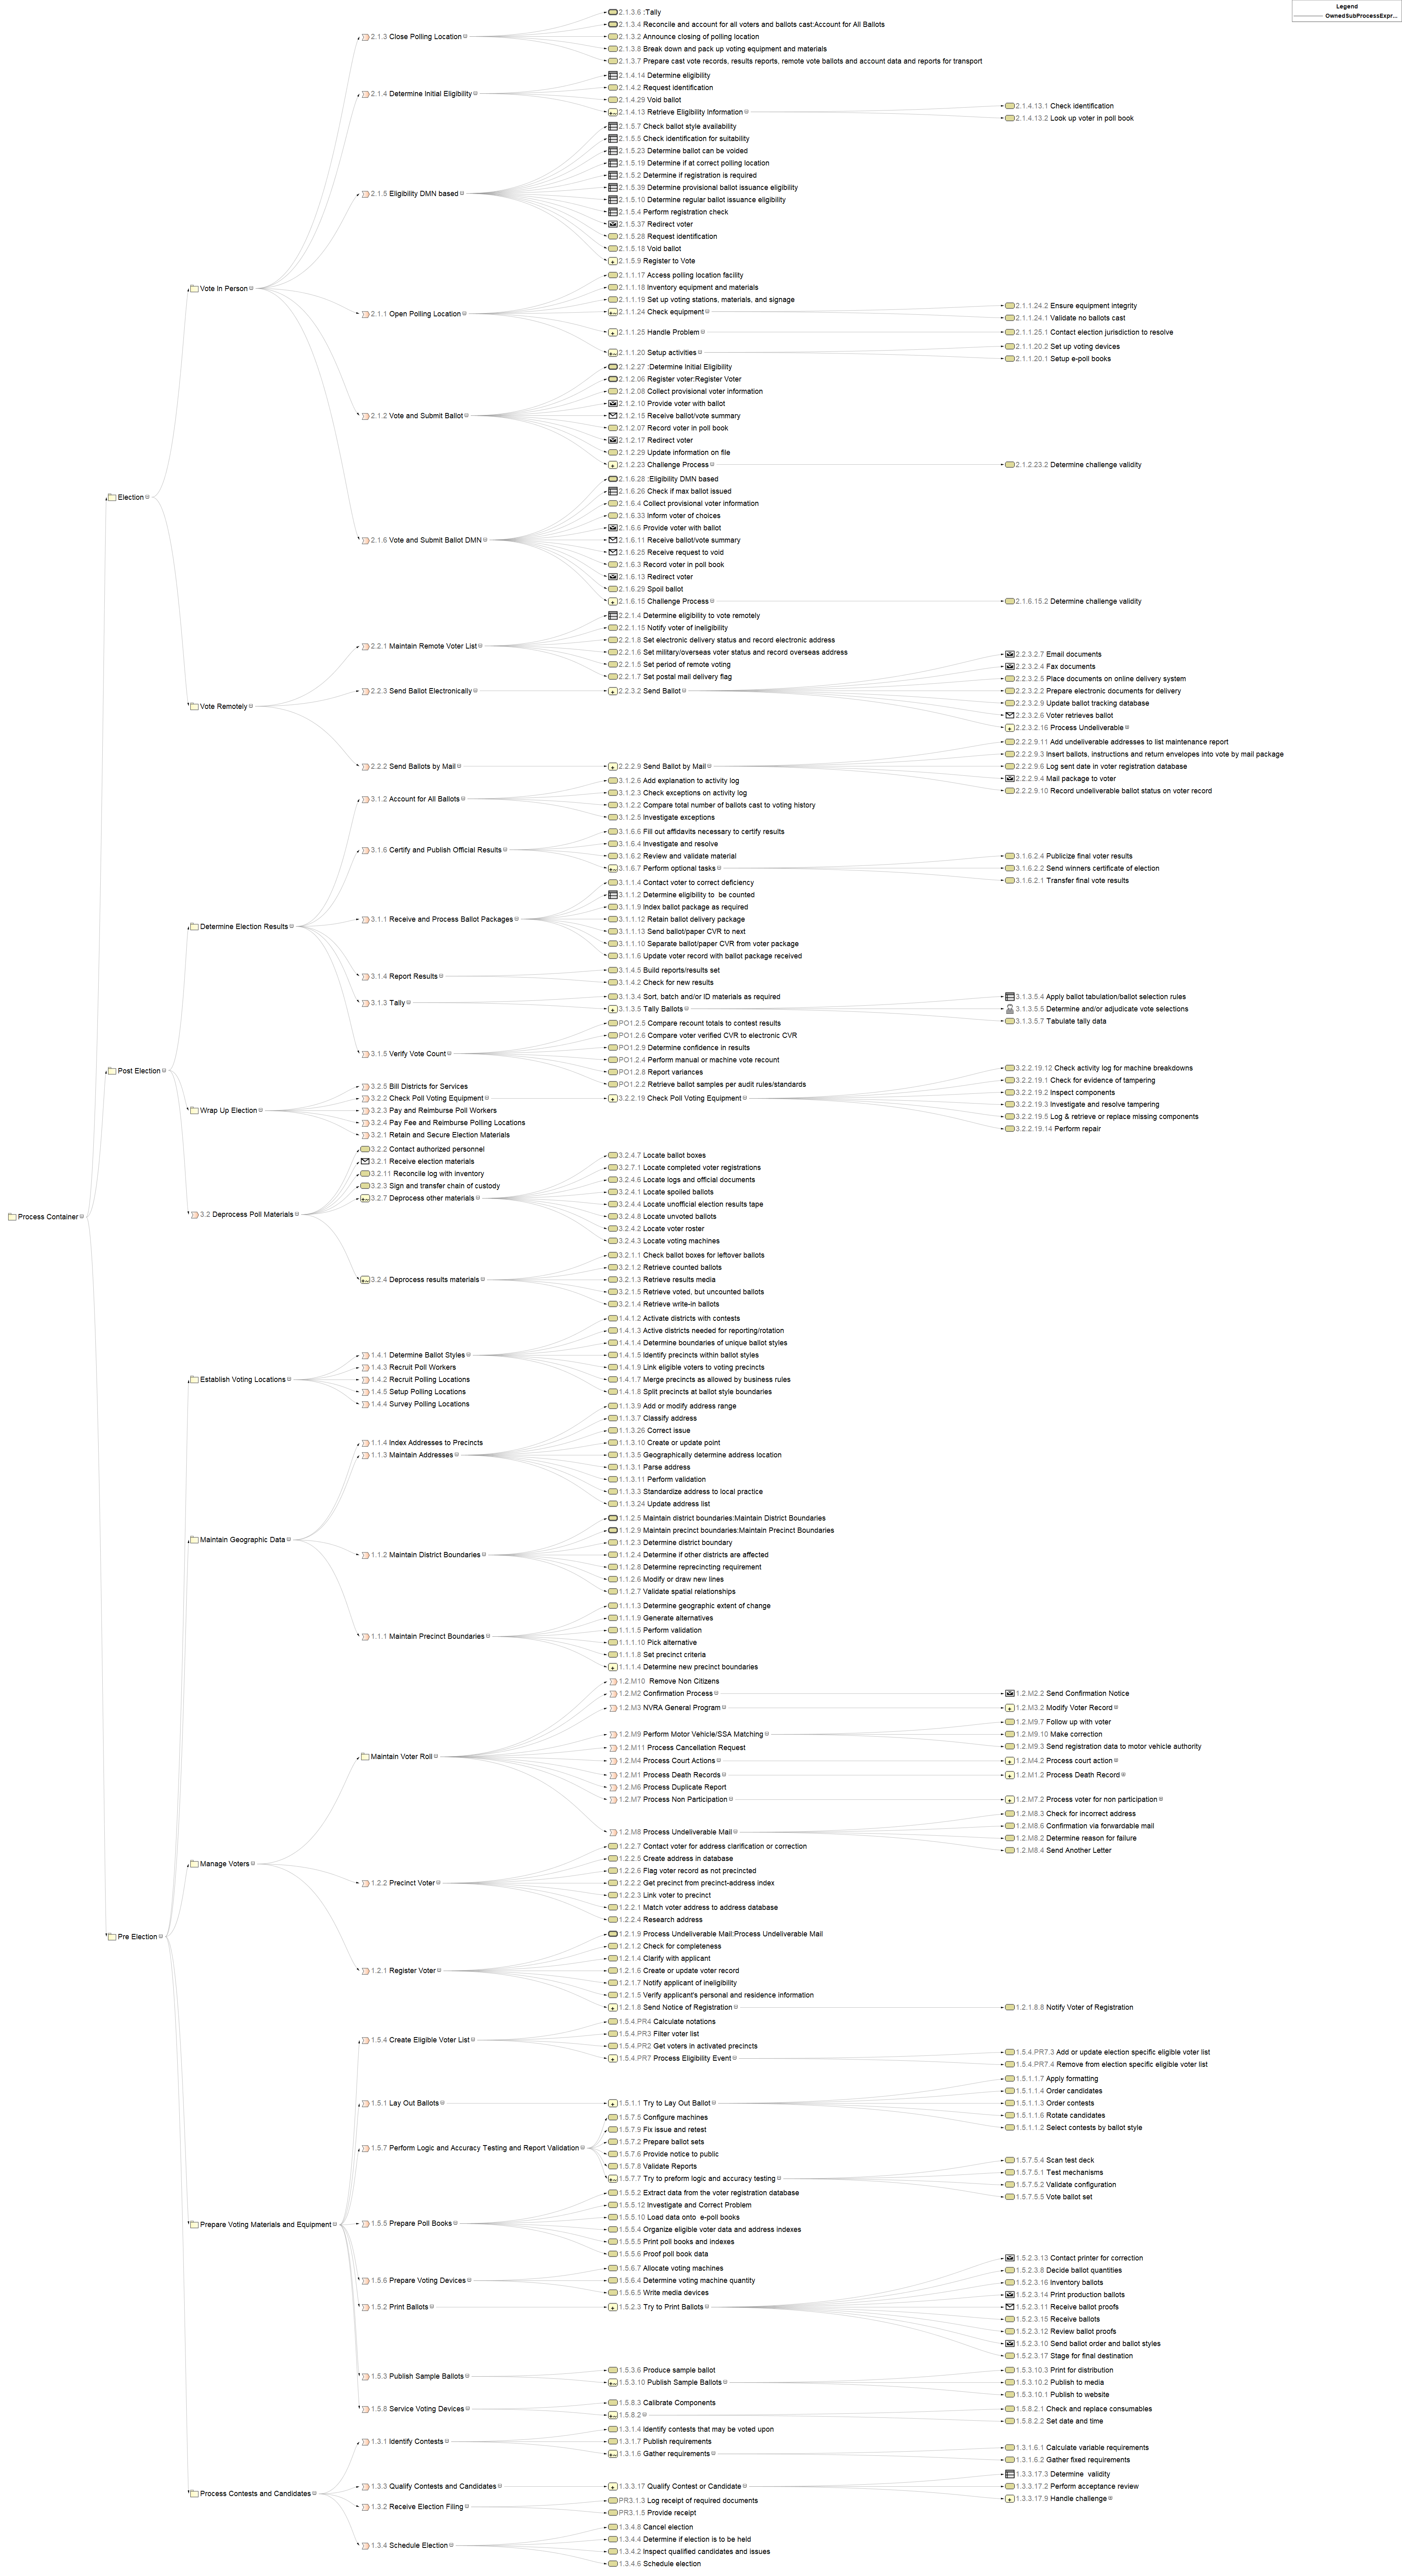 Legend
OwnedSubProcessExpr...
2.1.3.6 :Tally
2.1.3.4 Reconcile and account for all voters and ballots cast:Account for All Ballots
2.1.3 Close Polling Location
2.1.3.2 Announce closing of polling location
2.1.3.8 Break down and pack up voting equipment and materials
2.1.3.7 Prepare cast vote records, results reports, remote vote ballots and account data and reports for transport
2.1.4.14 Determine eligibility
2.1.4.2 Request identification
2.1.4 Determine Initial Eligibility
2.1.4.29 Void ballot
2.1.4.13 Retrieve Eligibility Information
2.1.4.13.1 Check identification
2.1.4.13.2 Look up voter in poll book
2.1.5.7 Check ballot style availability
2.1.5.5 Check identification for suitability
2.1.5.23 Determine ballot can be voided
2.1.5.19 Determine if at correct polling location
2.1.5.2 Determine if registration is required
2.1.5.39 Determine provisional ballot issuance eligibility
2.1.5 Eligibility DMN based
2.1.5.10 Determine regular ballot issuance eligibility
2.1.5.4 Perform registration check
2.1.5.37 Redirect voter
2.1.5.28 Request identification
2.1.5.18 Void ballot
2.1.5.9 Register to Vote
2.1.1.17 Access polling location facility
Vote In Person
2.1.1.18 Inventory equipment and materials
2.1.1.19 Set up voting stations, materials, and signage
2.1.1 Open Polling Location
2.1.1.24 Check equipment
2.1.1.24.2 Ensure equipment integrity
2.1.1.24.1 Validate no ballots cast
2.1.1.25 Handle Problem
2.1.1.25.1 Contact election jurisdiction to resolve
2.1.1.20 Setup activities
2.1.1.20.2 Set up voting devices
2.1.1.20.1 Setup e-poll books
2.1.2.27 :Determine Initial Eligibility
2.1.2.06 Register voter:Register Voter
2.1.2.08 Collect provisional voter information
2.1.2.10 Provide voter with ballot
2.1.2 Vote and Submit Ballot
2.1.2.15 Receive ballot/vote summary
2.1.2.07 Record voter in poll book
2.1.2.17 Redirect voter
2.1.2.29 Update information on file
2.1.2.23 Challenge Process
2.1.2.23.2 Determine challenge validity
2.1.6.28 :Eligibility DMN based
2.1.6.26 Check if max ballot issued
Election
2.1.6.4 Collect provisional voter information
2.1.6.33 Inform voter of choices
2.1.6.6 Provide voter with ballot
2.1.6 Vote and Submit Ballot DMN
2.1.6.11 Receive ballot/vote summary
2.1.6.25 Receive request to void
2.1.6.3 Record voter in poll book
2.1.6.13 Redirect voter
2.1.6.29 Spoil ballot
2.1.6.15 Challenge Process
2.1.6.15.2 Determine challenge validity
2.2.1.4 Determine eligibility to vote remotely
2.2.1.15 Notify voter of ineligibility
2.2.1.8 Set electronic delivery status and record electronic address
2.2.1 Maintain Remote Voter List
2.2.1.6 Set military/overseas voter status and record overseas address
2.2.1.5 Set period of remote voting
2.2.1.7 Set postal mail delivery flag
2.2.3.2.7 Email documents
2.2.3.2.4 Fax documents
2.2.3.2.5 Place documents on online delivery system
2.2.3 Send Ballot Electronically
2.2.3.2 Send Ballot
2.2.3.2.2 Prepare electronic documents for delivery
2.2.3.2.9 Update ballot tracking database
Vote Remotely
2.2.3.2.6 Voter retrieves ballot
2.2.3.2.16 Process Undeliverable
2.2.2.9.11 Add undeliverable addresses to list maintenance report
2.2.2.9.3 Insert ballots, instructions and return envelopes into vote by mail package
2.2.2 Send Ballots by Mail
2.2.2.9 Send Ballot by Mail
2.2.2.9.6 Log sent date in voter registration database
2.2.2.9.4 Mail package to voter
2.2.2.9.10 Record undeliverable ballot status on voter record
3.1.2.6 Add explanation to activity log
3.1.2.3 Check exceptions on activity log
3.1.2 Account for All Ballots
3.1.2.2 Compare total number of ballots cast to voting history
3.1.2.5 Investigate exceptions
3.1.6.6 Fill out affidavits necessary to certify results
3.1.6.4 Investigate and resolve
3.1.6 Certify and Publish Official Results
3.1.6.2 Review and validate material
3.1.6.7 Perform optional tasks
3.1.6.2.4 Publicize final voter results
3.1.6.2.2 Send winners certificate of election
3.1.6.2.1 Transfer final vote results
3.1.1.4 Contact voter to correct deficiency
3.1.1.2 Determine eligibility to  be counted
3.1.1.9 Index ballot package as required
3.1.1 Receive and Process Ballot Packages
3.1.1.12 Retain ballot delivery package
Determine Election Results
3.1.1.13 Send ballot/paper CVR to next
3.1.1.10 Separate ballot/paper CVR from voter package
3.1.1.6 Update voter record with ballot package received
3.1.4 Report Results
3.1.4.5 Build reports/results set
3.1.4.2 Check for new results
3.1.3 Tally
3.1.3.4 Sort, batch and/or ID materials as required
3.1.3.5 Tally Ballots
3.1.3.5.4 Apply ballot tabulation/ballot selection rules
3.1.3.5.5 Determine and/or adjudicate vote selections
3.1.3.5.7 Tabulate tally data
PO1.2.5 Compare recount totals to contest results
PO1.2.6 Compare voter verified CVR to electronic CVR
PO1.2.9 Determine confidence in results
3.1.5 Verify Vote Count
PO1.2.4 Perform manual or machine vote recount
PO1.2.8 Report variances
PO1.2.2 Retrieve ballot samples per audit rules/standards
Post Election
3.2.5 Bill Districts for Services
3.2.2 Check Poll Voting Equipment
3.2.2.19 Check Poll Voting Equipment
3.2.2.19.12 Check activity log for machine breakdowns
3.2.2.19.1 Check for evidence of tampering
3.2.2.19.2 Inspect components
3.2.2.19.3 Investigate and resolve tampering
3.2.2.19.5 Log & retrieve or replace missing components
3.2.2.19.14 Perform repair
Wrap Up Election
3.2.3 Pay and Reimburse Poll Workers
3.2.4 Pay Fee and Reimburse Polling Locations
3.2.1 Retain and Secure Election Materials
3.2.2 Contact authorized personnel
3.2.1 Receive election materials
3.2.11 Reconcile log with inventory
3.2.3 Sign and transfer chain of custody
3.2.7 Deprocess other materials
3.2.4.7 Locate ballot boxes
3.2.7.1 Locate completed voter registrations
3.2.4.6 Locate logs and official documents
3.2.4.1 Locate spoiled ballots
3.2.4.4 Locate unofficial election results tape
3.2.4.8 Locate unvoted ballots
3.2.4.2 Locate voter roster
3.2.4.3 Locate voting machines
3.2 Deprocess Poll Materials
Process Container
3.2.1.1 Check ballot boxes for leftover ballots
3.2.1.2 Retrieve counted ballots
3.2.4 Deprocess results materials
3.2.1.3 Retrieve results media
3.2.1.5 Retrieve voted, but uncounted ballots
3.2.1.4 Retrieve write-in ballots
1.4.1.2 Activate districts with contests
1.4.1.3 Active districts needed for reporting/rotation
1.4.1.4 Determine boundaries of unique ballot styles
1.4.1 Determine Ballot Styles
1.4.1.5 Identify precincts within ballot styles
1.4.3 Recruit Poll Workers
1.4.1.9 Link eligible voters to voting precincts
Establish Voting Locations
1.4.2 Recruit Polling Locations
1.4.1.7 Merge precincts as allowed by business rules
1.4.5 Setup Polling Locations
1.4.1.8 Split precincts at ballot style boundaries
1.4.4 Survey Polling Locations
1.1.3.9 Add or modify address range
1.1.3.7 Classify address
1.1.3.26 Correct issue
1.1.4 Index Addresses to Precincts
1.1.3.10 Create or update point
1.1.3 Maintain Addresses
1.1.3.5 Geographically determine address location
1.1.3.1 Parse address
1.1.3.11 Perform validation
1.1.3.3 Standardize address to local practice
1.1.3.24 Update address list
1.1.2.5 Maintain district boundaries:Maintain District Boundaries
1.1.2.9 Maintain precinct boundaries:Maintain Precinct Boundaries
Maintain Geographic Data
1.1.2.3 Determine district boundary
1.1.2 Maintain District Boundaries
1.1.2.4 Determine if other districts are affected
1.1.2.8 Determine reprecincting requirement
1.1.2.6 Modify or draw new lines
1.1.2.7 Validate spatial relationships
1.1.1.3 Determine geographic extent of change
1.1.1.9 Generate alternatives
1.1.1.5 Perform validation
1.1.1 Maintain Precinct Boundaries
1.1.1.10 Pick alternative
1.1.1.8 Set precinct criteria
1.1.1.4 Determine new precinct boundaries
1.2.M10  Remove Non Citizens
1.2.M2 Confirmation Process
1.2.M2.2 Send Confirmation Notice
1.2.M3 NVRA General Program
1.2.M3.2 Modify Voter Record
1.2.M9 Perform Motor Vehicle/SSA Matching
1.2.M9.7 Follow up with voter
1.2.M9.10 Make correction
1.2.M9.3 Send registration data to motor vehicle authority
1.2.M11 Process Cancellation Request
Maintain Voter Roll
1.2.M4 Process Court Actions
1.2.M4.2 Process court action
1.2.M1 Process Death Records
1.2.M1.2 Process Death Record
1.2.M6 Process Duplicate Report
1.2.M7 Process Non Participation
1.2.M7.2 Process voter for non participation
1.2.M8 Process Undeliverable Mail
1.2.M8.3 Check for incorrect address
1.2.M8.6 Confirmation via forwardable mail
1.2.M8.2 Determine reason for failure
1.2.M8.4 Send Another Letter
1.2.2.7 Contact voter for address clarification or correction
1.2.2.5 Create address in database
Manage Voters
1.2.2.6 Flag voter record as not precincted
1.2.2 Precinct Voter
1.2.2.2 Get precinct from precinct-address index
1.2.2.3 Link voter to precinct
1.2.2.1 Match voter address to address database
1.2.2.4 Research address
1.2.1.9 Process Undeliverable Mail:Process Undeliverable Mail
Pre Election
1.2.1.2 Check for completeness
1.2.1.4 Clarify with applicant
1.2.1 Register Voter
1.2.1.6 Create or update voter record
1.2.1.7 Notify applicant of ineligibility
1.2.1.5 Verify applicant's personal and residence information
1.2.1.8 Send Notice of Registration
1.2.1.8.8 Notify Voter of Registration
1.5.4.PR4 Calculate notations
1.5.4.PR3 Filter voter list
1.5.4 Create Eligible Voter List
1.5.4.PR2 Get voters in activated precincts
1.5.4.PR7 Process Eligibility Event
1.5.4.PR7.3 Add or update election specific eligible voter list
1.5.4.PR7.4 Remove from election specific eligible voter list
1.5.1 Lay Out Ballots
1.5.1.1 Try to Lay Out Ballot
1.5.1.1.7 Apply formatting
1.5.1.1.4 Order candidates
1.5.1.1.3 Order contests
1.5.1.1.6 Rotate candidates
1.5.1.1.2 Select contests by ballot style
1.5.7.5 Configure machines
1.5.7.9 Fix issue and retest
1.5.7.2 Prepare ballot sets
1.5.7 Perform Logic and Accuracy Testing and Report Validation
1.5.7.6 Provide notice to public
1.5.7.8 Validate Reports
1.5.7.7 Try to preform logic and accuracy testing
1.5.7.5.4 Scan test deck
1.5.7.5.1 Test mechanisms
1.5.7.5.2 Validate configuration
1.5.7.5.5 Vote ballot set
1.5.5.2 Extract data from the voter registration database
1.5.5.12 Investigate and Correct Problem
1.5.5.10 Load data onto  e-poll books
Prepare Voting Materials and Equipment
1.5.5 Prepare Poll Books
1.5.5.4 Organize eligible voter data and address indexes
1.5.5.5 Print poll books and indexes
1.5.5.6 Proof poll book data
1.5.6.7 Allocate voting machines
1.5.6 Prepare Voting Devices
1.5.6.4 Determine voting machine quantity
1.5.6.5 Write media devices
1.5.2 Print Ballots
1.5.2.3 Try to Print Ballots
1.5.2.3.13 Contact printer for correction
1.5.2.3.8 Decide ballot quantities
1.5.2.3.16 Inventory ballots
1.5.2.3.14 Print production ballots
1.5.2.3.11 Receive ballot proofs
1.5.2.3.15 Receive ballots
1.5.2.3.12 Review ballot proofs
1.5.2.3.10 Send ballot order and ballot styles
1.5.2.3.17 Stage for final destination
1.5.3 Publish Sample Ballots
1.5.3.6 Produce sample ballot
1.5.3.10 Publish Sample Ballots
1.5.3.10.3 Print for distribution
1.5.3.10.2 Publish to media
1.5.3.10.1 Publish to website
1.5.8 Service Voting Devices
1.5.8.3 Calibrate Components
1.5.8.2
1.5.8.2.1 Check and replace consumables
1.5.8.2.2 Set date and time
1.3.1.4 Identify contests that may be voted upon
1.3.1 Identify Contests
1.3.1.7 Publish requirements
1.3.1.6 Gather requirements
1.3.1.6.1 Calculate variable requirements
1.3.1.6.2 Gather fixed requirements
1.3.3 Qualify Contests and Candidates
1.3.3.17 Qualify Contest or Candidate
1.3.3.17.3 Determine  validity
1.3.3.17.2 Perform acceptance review
1.3.3.17.9 Handle challenge
Process Contests and Candidates
1.3.2 Receive Election Filing
PR3.1.3 Log receipt of required documents
PR3.1.5 Provide receipt
1.3.4.8 Cancel election
1.3.4.4 Determine if election is to be held
1.3.4 Schedule Election
1.3.4.2 Inspect qualified candidates and issues
1.3.4.6 Schedule election